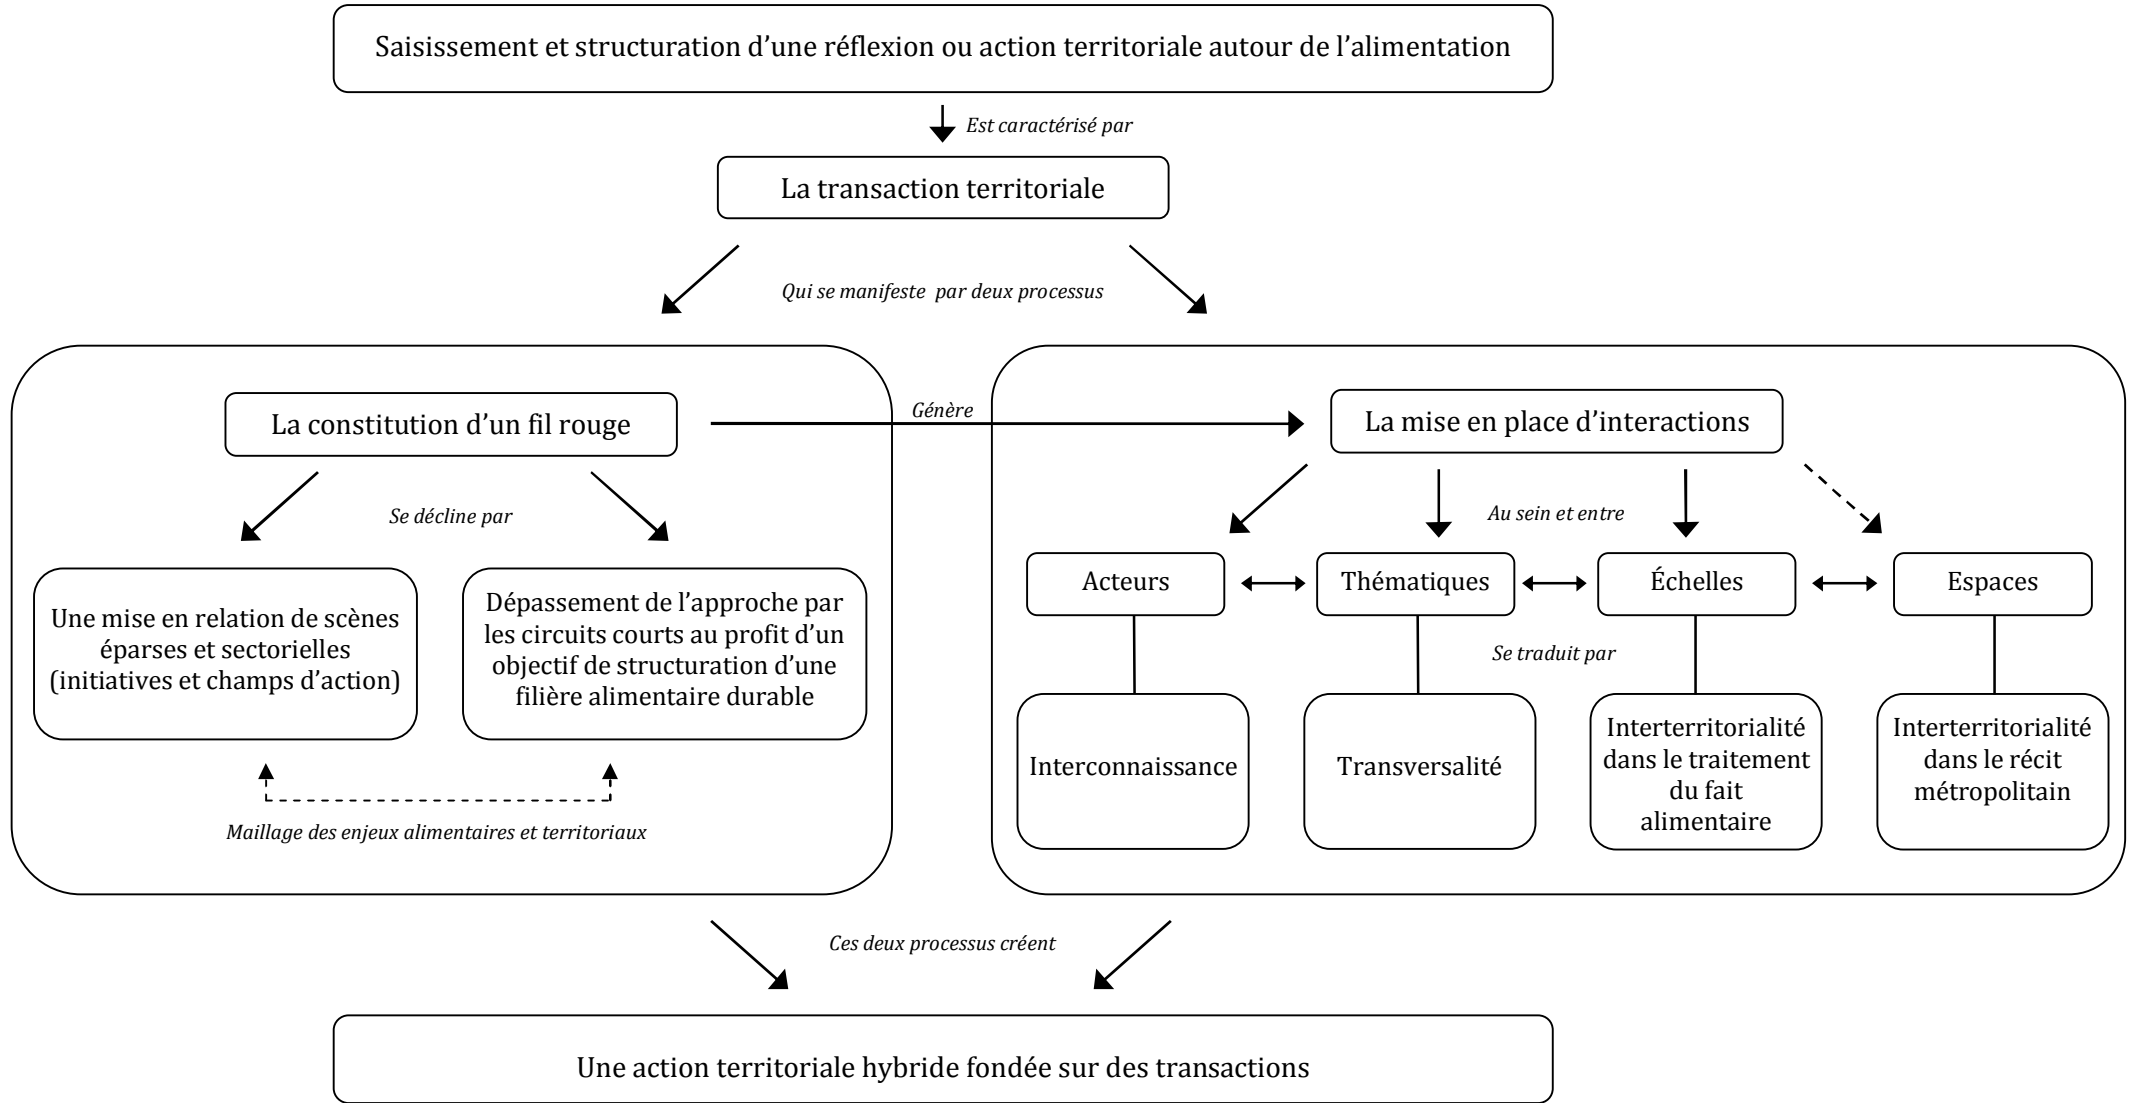 Saisissement et structuration d’une réflexion ou action territoriale autour de l’alimentation
Est caractérisé par
La transaction territoriale
Qui se manifeste par deux processus
La constitution d’un fil rouge
Se décline par
Une mise en relation de scènes
éparses et sectorielles
(initiatives et champs d’action)
Dépassement de l’approche par
les circuits courts au profit d’un
objectif de structuration d’une
filière alimentaire durable
Maillage des enjeux alimentaires et territoriaux
Génère
La mise en place d’interactions
Au sein et entre
Acteurs
Thématiques
Échelles
Espaces
Se traduit par
Interconnaissance
Transversalité
Interterritorialité
dans le traitement
du fait
alimentaire
Interterritorialité
dans le récit
métropolitain
Ces deux processus créent
Une action territoriale hybride fondée sur des transactions